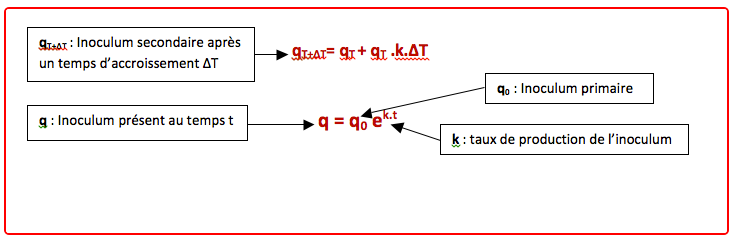 qT+ΔT : Inoculum secondaire après
un temps d’accroissement ΔT
qT+ΔT= qT + qT .k.ΔT
q0 : Inoculum primaire
q : Inoculum présent au temps t
q = q0 ek.t
k : taux de production de l’inoculum